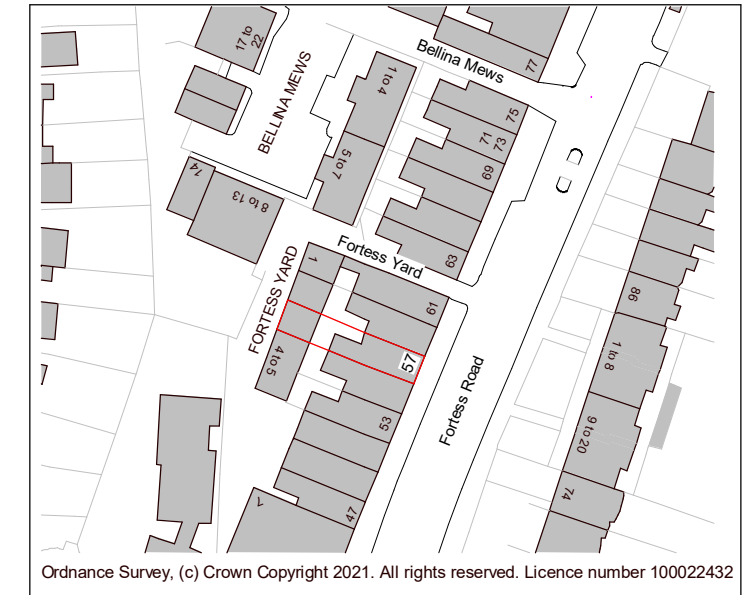 17 to
22
Bellina Mews
77
1 to 4
BELLINA MEWS
75
71
73
5 to 7
69
14
8 to 13
Fortess Yard
63
FORTESS YARD
1
61
86
57
4 to 5
1 to 8
Fortess Road
53
9 to 20
74
7
47
Ordnance Survey, (c) Crown Copyright 2021. All rights reserved. Licence number 100022432